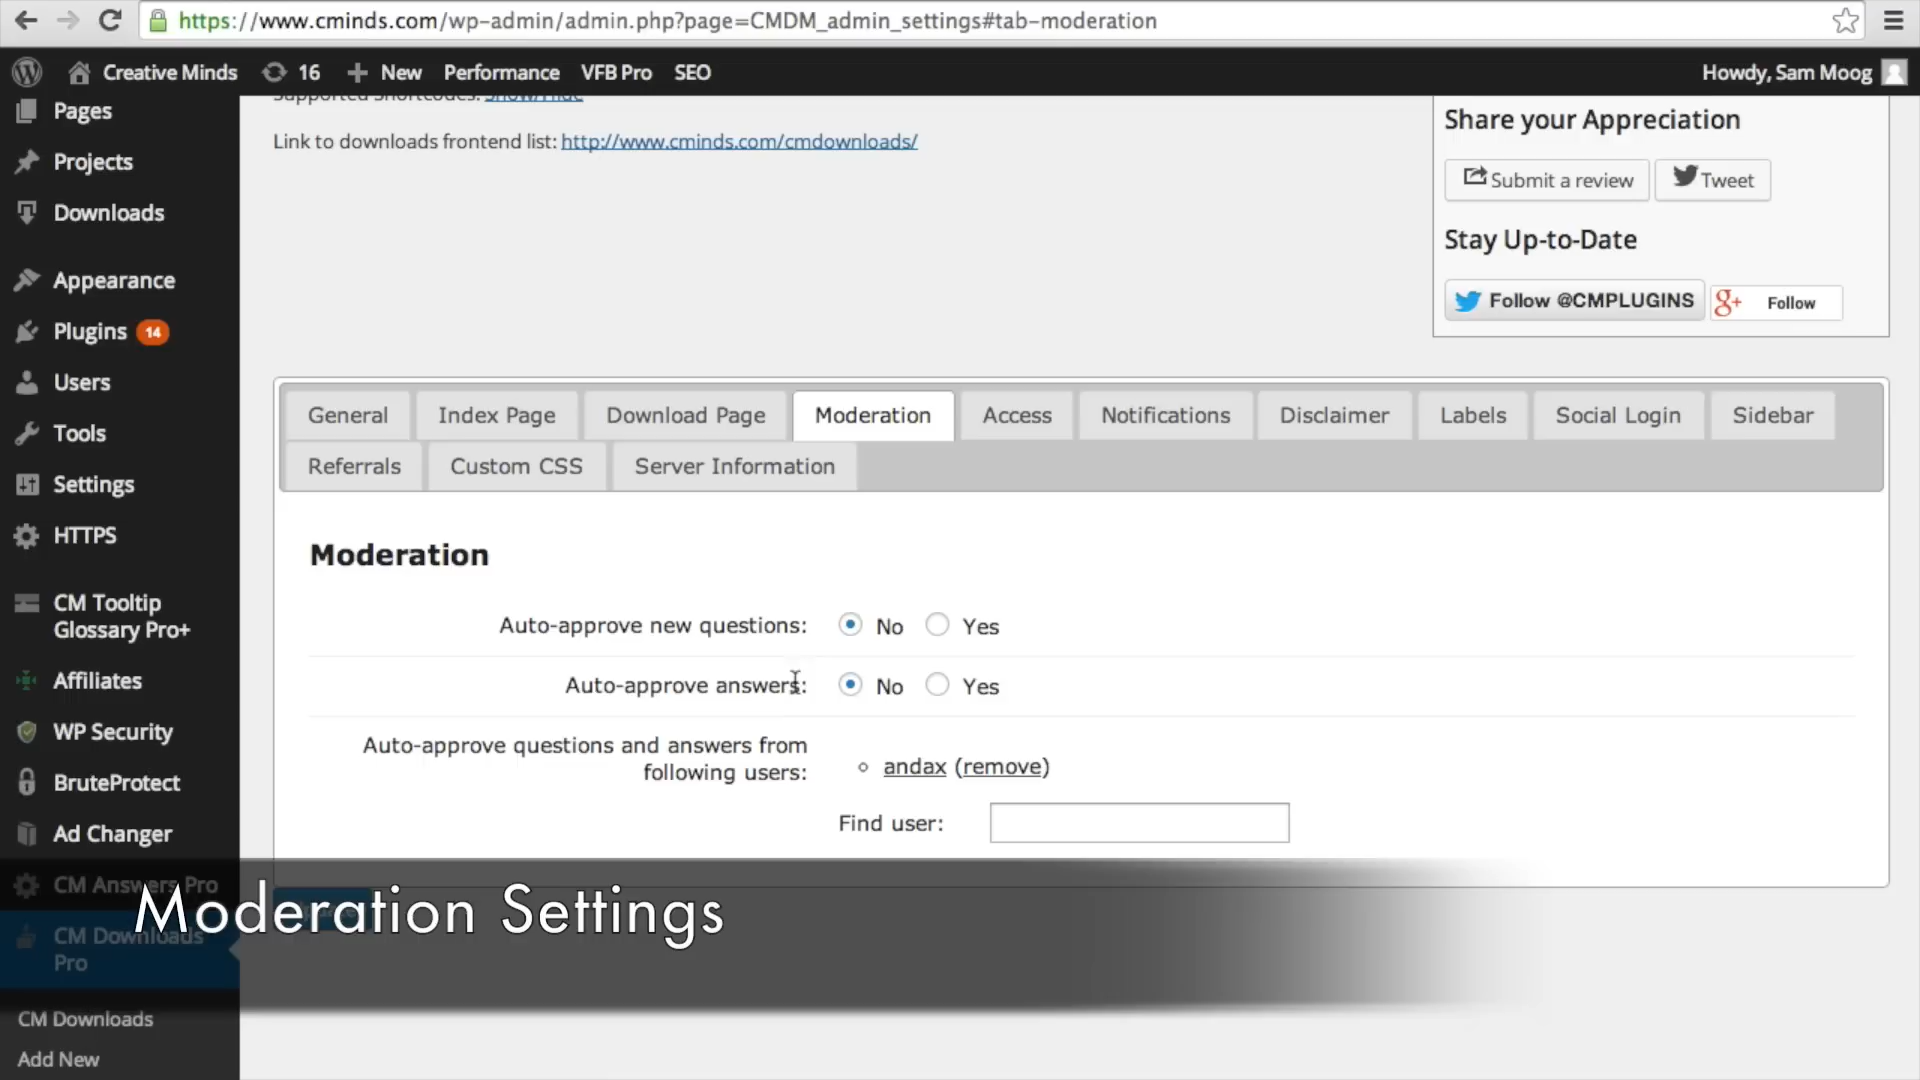 https://www.cminds.com/wp-admin/admin.php?page=CMDM_admin_settings#tab-moderation
Creative Minds 16 New Performance VFB Pro SEO Howdy, Sam Moog
Pages
Projects
Downloads
Appearance
Plugins 14
Users
Tools
Settings
HTTPS
CM Tooltip
Glossary Pro+
Affiliates
WP Security
BruteProtect
Ad Changer
CM Answers Pro
CM Downloads
Pro
CM Downloads
Add New
Supported Shortcodes: Show/Hide
Link to downloads frontend list: http://www.cminds.com/cmdownloads/
Share your Appreciation
Submit a review Tweet
Stay Up-to-Date
Follow @CMPLUGINS g+ Follow
General Index Page Download Page Moderation Access Notifications Disclaimer Labels Social Login Sidebar
Referrals Custom CSS Server Information
Moderation
Auto-approve new questions: No Yes
Auto-approve answers: No Yes
Auto-approve questions and answers from
following users:
andax (remove)
Find user:
Moderation Settings